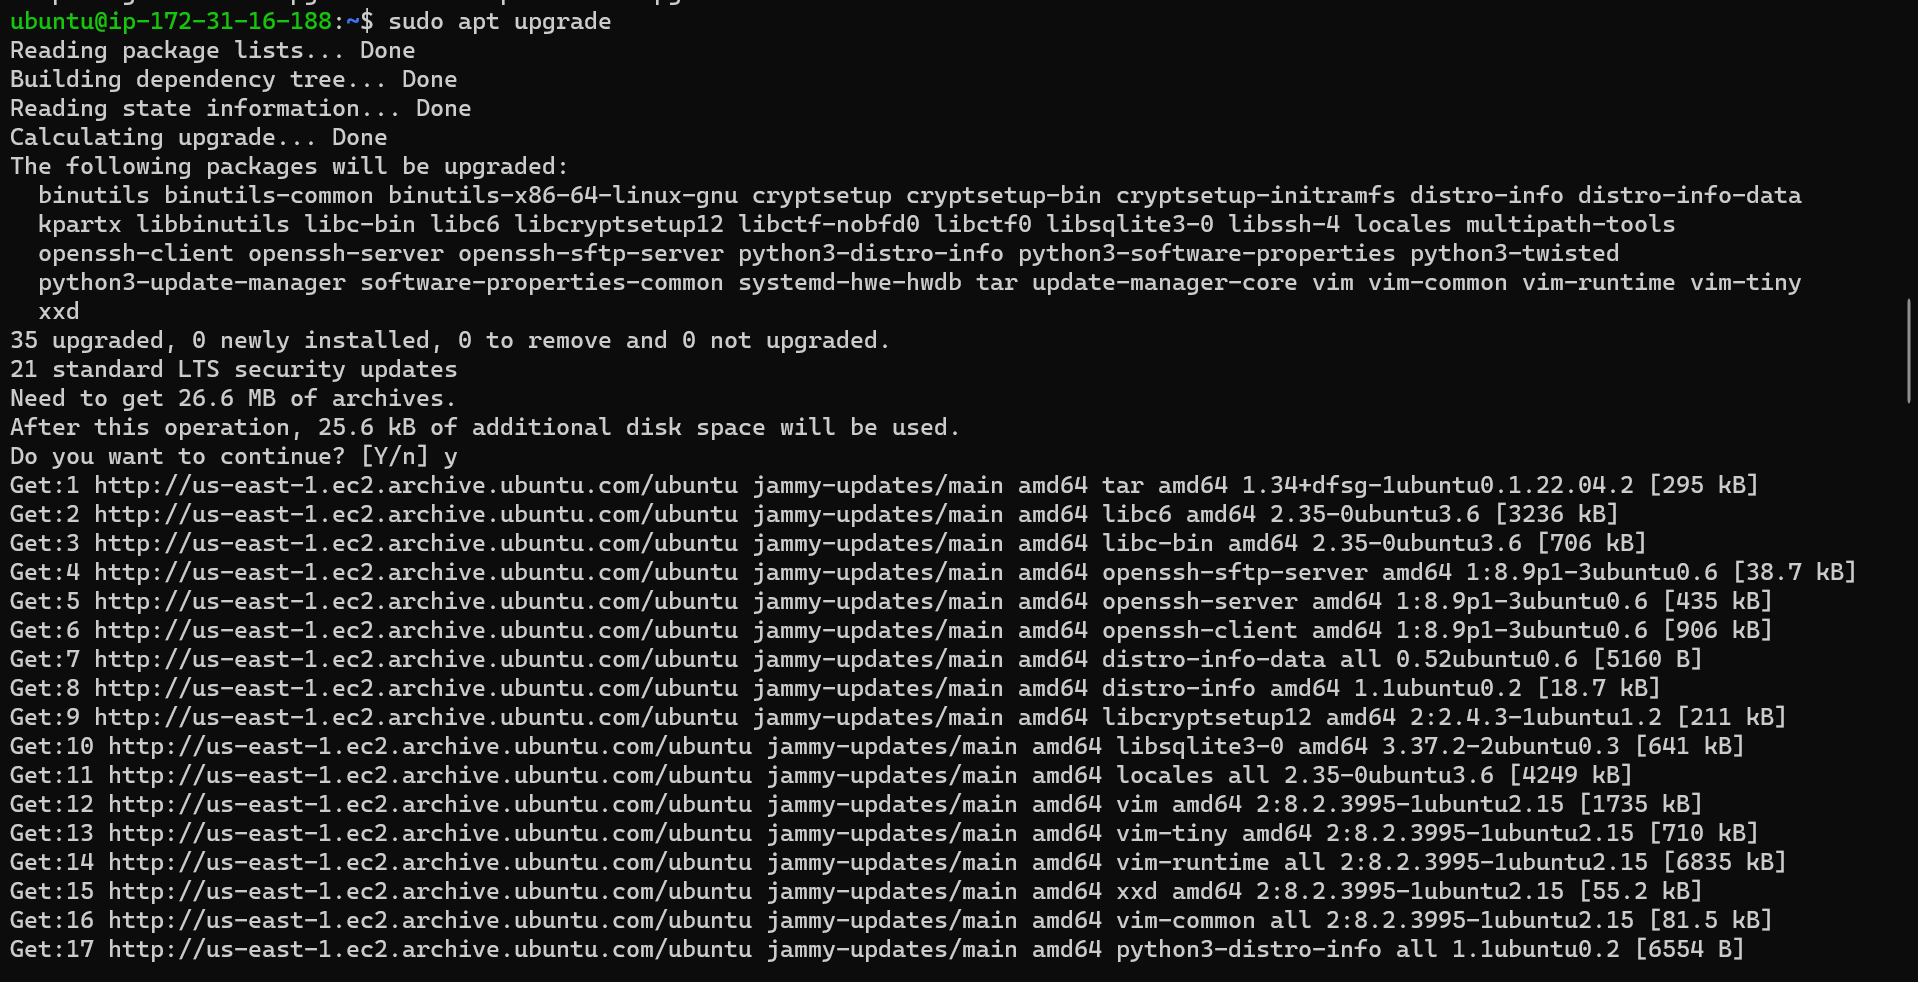 ubuntu@ip-172-31-16-188:~$ sudo apt upgrade
Reading package lists... Done
Building dependency tree... Done
Reading state information... Done
Calculating upgrade... Done
The following packages will be upgraded:
  binutils binutils-common binutils-x86-64-linux-gnu cryptsetup cryptsetup-bin cryptsetup-initramfs distro-info distro-info-data
  kpartx libbinutils libc-bin libc6 libcryptsetup12 libctf-nobfd0 libctf0 libsqlite3-0 libssh-4 locales multipath-tools
  openssh-client openssh-server openssh-sftp-server python3-distro-info python3-software-properties python3-twisted
  python3-update-manager software-properties-common systemd-hwe-hwdb tar update-manager-core vim vim-common vim-runtime vim-tiny
  xxd
35 upgraded, 0 newly installed, 0 to remove and 0 not upgraded.
21 standard LTS security updates
Need to get 26.6 MB of archives.
After this operation, 25.6 kB of additional disk space will be used.
Do you want to continue? [Y/n] y
Get:1 http://us-east-1.ec2.archive.ubuntu.com/ubuntu jammy-updates/main amd64 tar amd64 1.34+dfsg-1ubuntu0.1.22.04.2 [295 kB]
Get:2 http://us-east-1.ec2.archive.ubuntu.com/ubuntu jammy-updates/main amd64 libc6 amd64 2.35-0ubuntu3.6 [3236 kB]
Get:3 http://us-east-1.ec2.archive.ubuntu.com/ubuntu jammy-updates/main amd64 libc-bin amd64 2.35-0ubuntu3.6 [706 kB]
Get:4 http://us-east-1.ec2.archive.ubuntu.com/ubuntu jammy-updates/main amd64 openssh-sftp-server amd64 1:8.9p1-3ubuntu0.6 [38.7 kB]
Get:5 http://us-east-1.ec2.archive.ubuntu.com/ubuntu jammy-updates/main amd64 openssh-server amd64 1:8.9p1-3ubuntu0.6 [435 kB]
Get:6 http://us-east-1.ec2.archive.ubuntu.com/ubuntu jammy-updates/main amd64 openssh-client amd64 1:8.9p1-3ubuntu0.6 [906 kB]
Get:7 http://us-east-1.ec2.archive.ubuntu.com/ubuntu jammy-updates/main amd64 distro-info-data all 0.52ubuntu0.6 [5160 B]
Get:8 http://us-east-1.ec2.archive.ubuntu.com/ubuntu jammy-updates/main amd64 distro-info amd64 1.1ubuntu0.2 [18.7 kB]
Get:9 http://us-east-1.ec2.archive.ubuntu.com/ubuntu jammy-updates/main amd64 libcryptsetup12 amd64 2:2.4.3-1ubuntu1.2 [211 kB]
Get:10 http://us-east-1.ec2.archive.ubuntu.com/ubuntu jammy-updates/main amd64 libsqlite3-0 amd64 3.37.2-2ubuntu0.3 [641 kB]
Get:11 http://us-east-1.ec2.archive.ubuntu.com/ubuntu jammy-updates/main amd64 locales all 2.35-0ubuntu3.6 [4249 kB]
Get:12 http://us-east-1.ec2.archive.ubuntu.com/ubuntu jammy-updates/main amd64 vim amd64 2:8.2.3995-1ubuntu2.15 [1735 kB]
Get:13 http://us-east-1.ec2.archive.ubuntu.com/ubuntu jammy-updates/main amd64 vim-tiny amd64 2:8.2.3995-1ubuntu2.15 [710 kB]
Get:14 http://us-east-1.ec2.archive.ubuntu.com/ubuntu jammy-updates/main amd64 vim-runtime all 2:8.2.3995-1ubuntu2.15 [6835 kB]
Get:15 http://us-east-1.ec2.archive.ubuntu.com/ubuntu jammy-updates/main amd64 xxd amd64 2:8.2.3995-1ubuntu2.15 [55.2 kB]
Get:16 http://us-east-1.ec2.archive.ubuntu.com/ubuntu jammy-updates/main amd64 vim-common all 2:8.2.3995-1ubuntu2.15 [81.5 kB]
Get:17 http://us-east-1.ec2.archive.ubuntu.com/ubuntu jammy-updates/main amd64 python3-distro-info all 1.1ubuntu0.2 [6554 B]